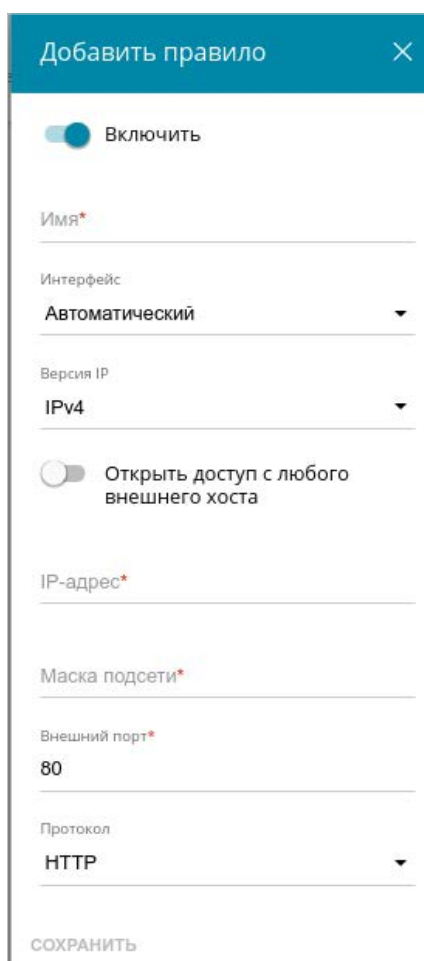 Добавить правило
Включить
Имя*
Интерфейс
Автоматический
Версия IP
IPv4
Открыть доступ с любого
внешнего хоста
IP-адрес*
Маска подсети*
Внешний порт*
80
Протокол
HTTP
СОХРАНИТЬ